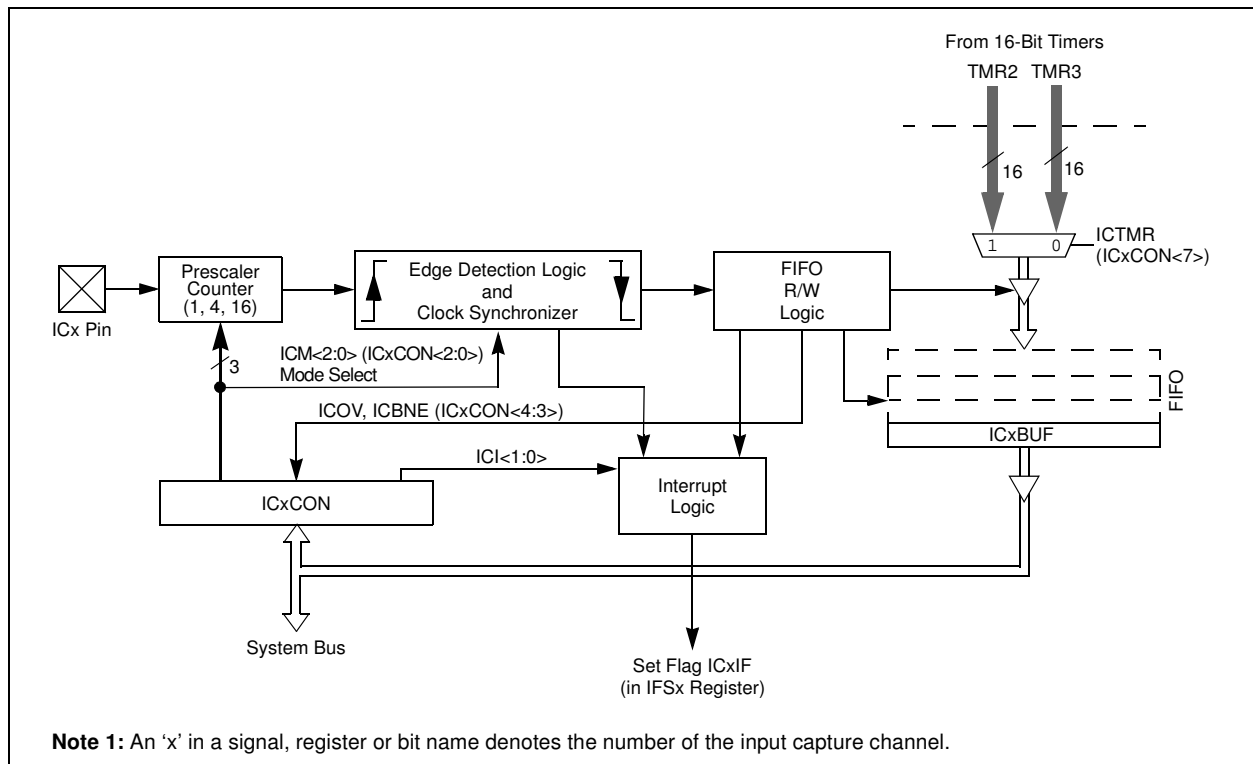 From 16-Bit Timers
TMR2 TMR3
16 16
1 0
ICTMR
(ICxCON<7>)
ICx Pin
Prescaler
Counter
(1, 4, 16)
Edge Detection Logic
and
Clock Synchronizer
FIFO
R/W
Logic
3
ICM<2:0> (ICxCON<2:0>)
Mode Select
FIFO
ICxBUF
ICOV, ICBNE (ICxCON<4:3>)
ICI<1:0>
ICxCON
Interrupt
Logic
System Bus
Set Flag ICxIF
(in IFSx Register)
Note 1: An ‘x’ in a signal, register or bit name denotes the number of the input capture channel.